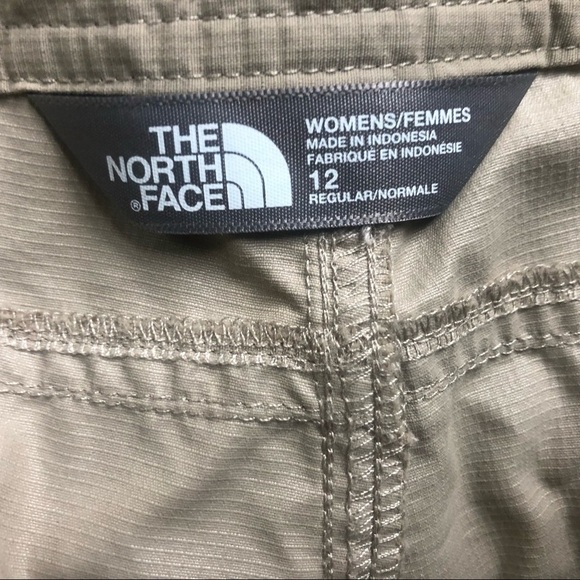 THE
NORTH
FACE
®
WOMENS/FEMMES
MADE IN INDONESIA
FABRIQUÉ EN INDONÉSIE
12
REGULAR/NORMALE